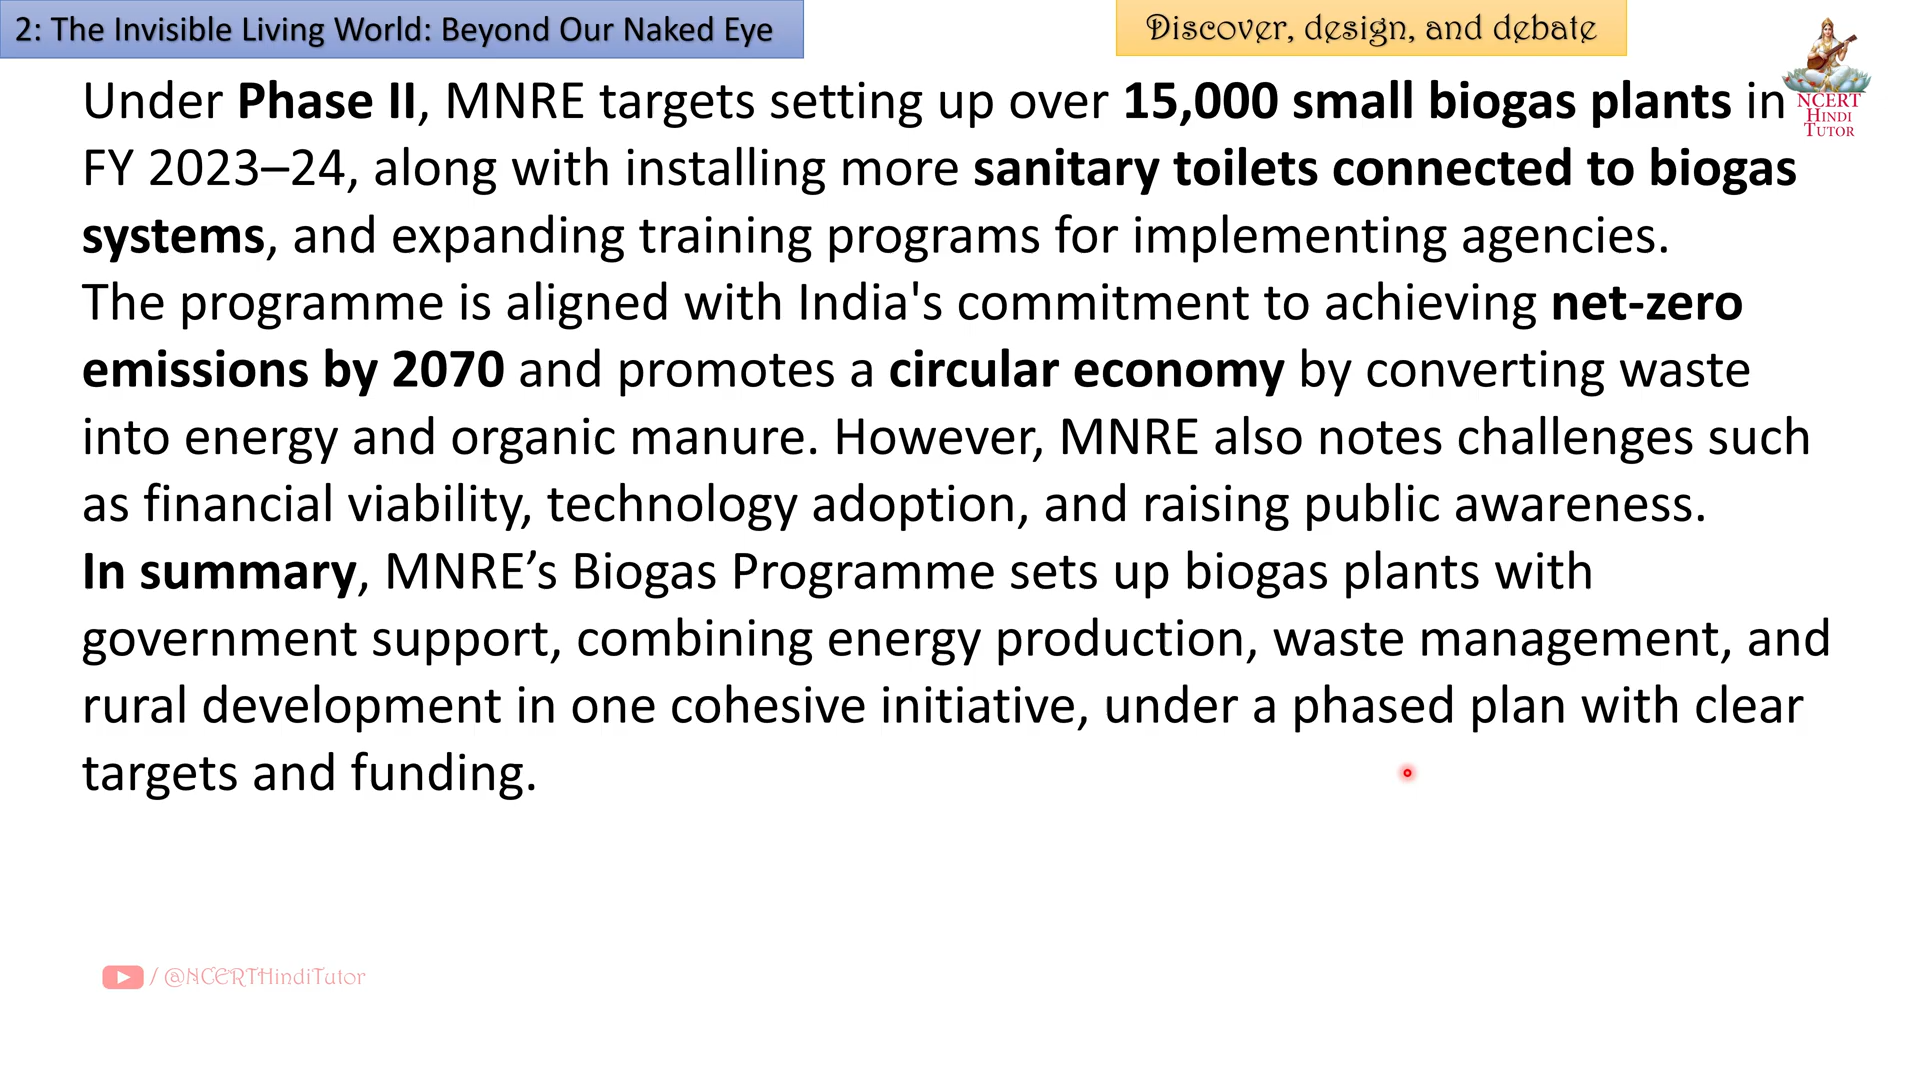 2: The Invisible Living World: Beyond Our Naked Eye
Discover, design, and debate
NCERT
HINDI
TUTOR
Under Phase II, MNRE targets setting up over 15,000 small biogas plants in
FY 2023–24, along with installing more sanitary toilets connected to biogas
systems, and expanding training programs for implementing agencies.
The programme is aligned with India's commitment to achieving net-zero
emissions by 2070 and promotes a circular economy by converting waste
into energy and organic manure. However, MNRE also notes challenges such
as financial viability, technology adoption, and raising public awareness.
In summary, MNRE’s Biogas Programme sets up biogas plants with
government support, combining energy production, waste management, and
rural development in one cohesive initiative, under a phased plan with clear
targets and funding.
/ @NCERTHindiTutor